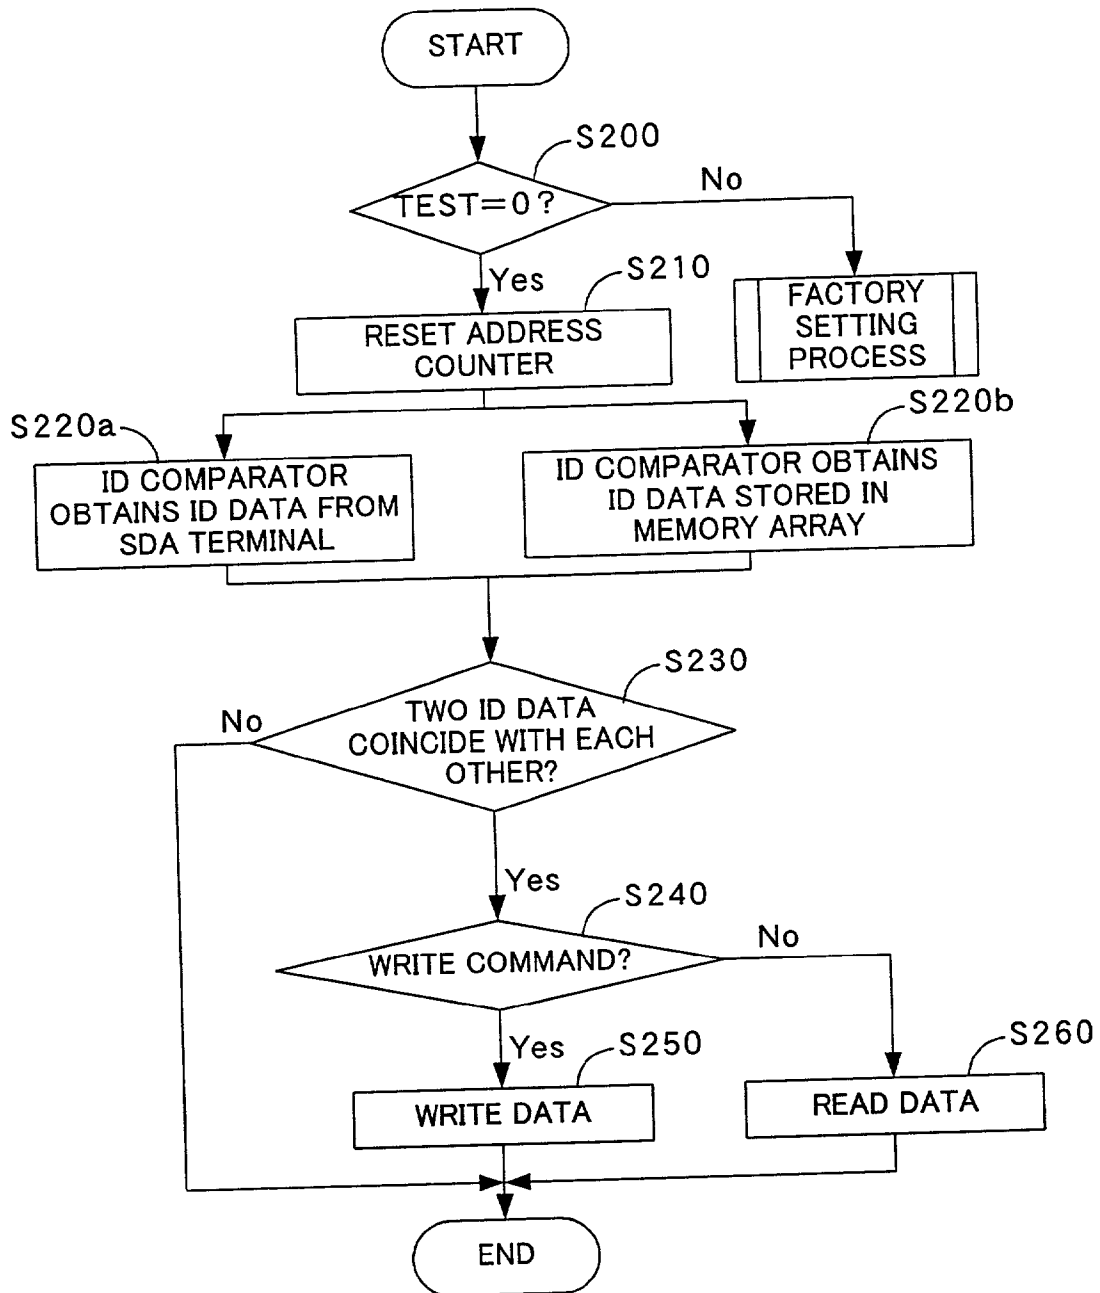 START
S200
TEST=0?
No
Yes
S210
RESET ADDRESS
COUNTER
FACTORY
SETTING
PROCESS
S220a
S220b
ID COMPARATOR
OBTAINS ID DATA FROM
SDA TERMINAL
ID COMPARATOR OBTAINS
ID DATA STORED IN
MEMORY ARRAY
S230
No
TWO ID DATA
COINCIDE WITH EACH
OTHER?
Yes
S240
WRITE COMMAND?
No
Yes
S250
S260
WRITE DATA
READ DATA
END